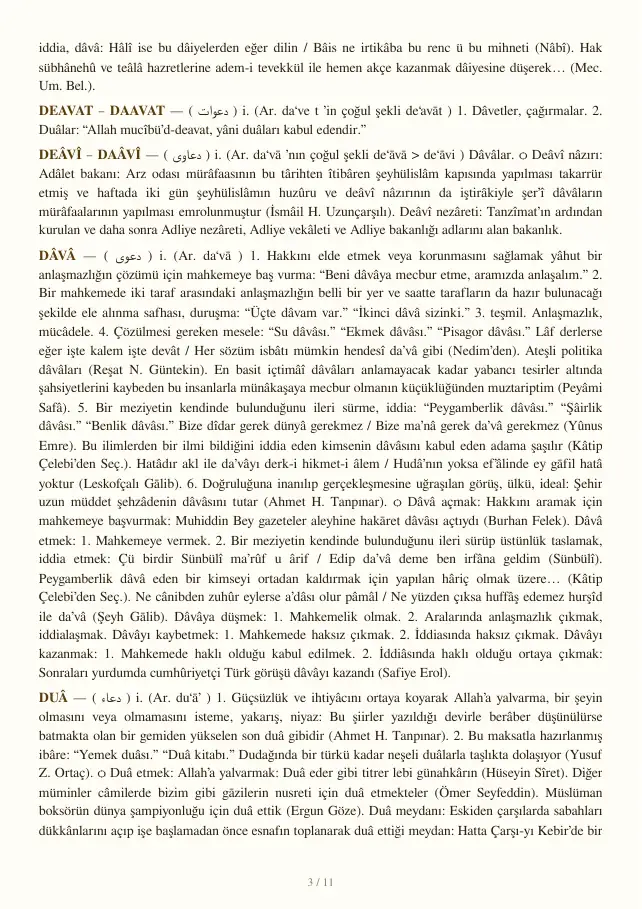 iddia, dâvâ: Hâlî ise bu dâiyelerden eğer dilin / Bâis ne irtikâba bu renc ü bu mihneti (Nâbî). Hak
sübhânehû ve teâlâ hazretlerine adem-i tevekkül ile hemen akçe kazanmak dâiyesine düşerek… (Mec.
Um. Bel.).
DEAVAT – DAAVAT — ( دعوات ) i. (Ar. da‘ve t ’in çoğul şekli de‘avāt ) 1. Dâvetler, çağırmalar. 2.
Duâlar: “Allah mucîbü’d-deavat, yâni duâları kabul edendir.”
DEÂVÎ – DAÂVÎ — ( دعاوى ) i. (Ar. da‘vā ’nın çoğul şekli de‘āvā > de‘āvі ) Dâvâlar. ѻ Deâvî nâzırı:
Adâlet bakanı: Arz odası mürâfaasının bu târihten îtibâren şeyhülislâm kapısında yapılması takarrür
etmiş ve haftada iki gün şeyhülislâmın huzûru ve deâvî nâzırının da iştirâkiyle şer’î dâvâların
mürâfaalarının yapılması emrolunmuştur (İsmâil H. Uzunçarşılı). Deâvî nezâreti: Tanzîmat’ın ardından
kurulan ve daha sonra Adliye nezâreti, Adliye vekâleti ve Adliye bakanlığı adlarını alan bakanlık.
DÂVÂ — ( دعوى ) i. (Ar. da‘vā ) 1. Hakkını elde etmek veya korunmasını sağlamak yâhut bir
anlaşmazlığın çözümü için mahkemeye baş vurma: “Beni dâvâya mecbur etme, aramızda anlaşalım.” 2.
Bir mahkemede iki taraf arasındaki anlaşmazlığın belli bir yer ve saatte tarafların da hazır bulunacağı
şekilde ele alınma safhası, duruşma: “Üçte dâvam var.” “İkinci dâvâ sizinki.” 3. teşmil. Anlaşmazlık,
mücâdele. 4. Çözülmesi gereken mesele: “Su dâvâsı.” “Ekmek dâvâsı.” “Pisagor dâvâsı.” Lâf derlerse
eğer işte kalem işte devât / Her sözüm isbâtı mümkin hendesî da’vâ gibi (Nedim’den). Ateşli politika
dâvâları (Reşat N. Güntekin). En basit içtimâî dâvâları anlamayacak kadar yabancı tesirler altında
şahsiyetlerini kaybeden bu insanlarla münâkaşaya mecbur olmanın küçüklüğünden muztariptim (Peyâmi
Safâ). 5. Bir meziyetin kendinde bulunduğunu ileri sürme, iddia: “Peygamberlik dâvâsı.” “Şâirlik
dâvâsı.” “Benlik dâvâsı.” Bize dîdar gerek dünyâ gerekmez / Bize ma’nâ gerek da’vâ gerekmez (Yûnus
Emre). Bu ilimlerden bir ilmi bildiğini iddia eden kimsenin dâvâsını kabul eden adama şaşılır (Kâtip
Çelebi’den Seç.). Hatâdır akl ile da’vâyı derk-i hikmet-i âlem / Hudâ’nın yoksa ef’âlinde ey gāfil hatâ
yoktur (Leskofçalı Gālib). 6. Doğruluğuna inanılıp gerçekleşmesine uğraşılan görüş, ülkü, ideal: Şehir
uzun müddet şehzâdenin dâvâsını tutar (Ahmet H. Tanpınar). ѻ Dâvâ açmak: Hakkını aramak için
mahkemeye başvurmak: Muhiddin Bey gazeteler aleyhine hakāret dâvâsı açtıydı (Burhan Felek). Dâvâ
etmek: 1. Mahkemeye vermek. 2. Bir meziyetin kendinde bulunduğunu ileri sürüp üstünlük taslamak,
iddia etmek: Çü birdir Sünbülî ma’rûf u ârif / Edip da’vâ deme ben irfâna geldim (Sünbülî).
Peygamberlik dâvâ eden bir kimseyi ortadan kaldırmak için yapılan hâriç olmak üzere… (Kâtip
Çelebi’den Seç.). Ne cânibden zuhûr eylerse a’dâsı olur pâmâl / Ne yüzden çıksa huffâş edemez hurşîd
ile da’vâ (Şeyh Gālib). Dâvâya düşmek: 1. Mahkemelik olmak. 2. Aralarında anlaşmazlık çıkmak,
iddialaşmak. Dâvâyı kaybetmek: 1. Mahkemede haksız çıkmak. 2. İddiasında haksız çıkmak. Dâvâyı
kazanmak: 1. Mahkemede haklı olduğu kabul edilmek. 2. İddiâsında haklı olduğu ortaya çıkmak:
Sonraları yurdumda cumhûriyetçi Türk görüşü dâvâyı kazandı (Safiye Erol).
DUÂ — ( دعاء ) i. (Ar. du‘ā’ ) 1. Güçsüzlük ve ihtiyâcını ortaya koyarak Allah’a yalvarma, bir şeyin
olmasını veya olmamasını isteme, yakarış, niyaz: Bu şiirler yazıldığı devirle berâber düşünülürse
batmakta olan bir gemiden yükselen son duâ gibidir (Ahmet H. Tanpınar). 2. Bu maksatla hazırlanmış
ibâre: “Yemek duâsı.” “Duâ kitabı.” Dudağında bir türkü kadar neşeli duâlarla taşlıkta dolaşıyor (Yusuf
Z. Ortaç). ѻ Duâ etmek: Allah’a yalvarmak: Duâ eder gibi titrer lebi günahkârın (Hüseyin Sîret). Diğer
müminler câmilerde bizim gibi gāzilerin nusreti için duâ etmekteler (Ömer Seyfeddin). Müslüman
boksörün dünya şampiyonluğu için duâ ettik (Ergun Göze). Duâ meydanı: Eskiden çarşılarda sabahları
dükkânlarını açıp işe başlamadan önce esnafın toplanarak duâ ettiği meydan: Hatta Çarşı-yı Kebir’de bir
3 / 11